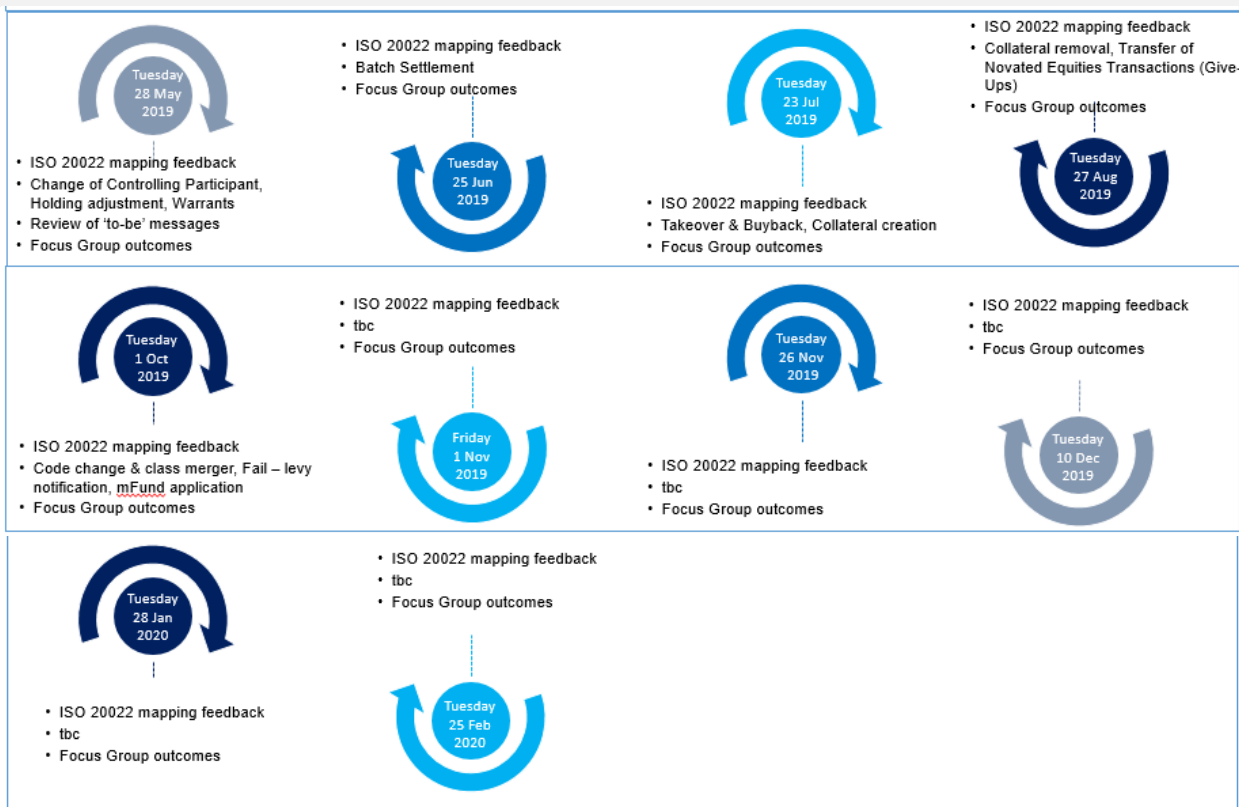 Tuesday
28 May
2019
• ISO 20022 mapping feedback
• Change of Controlling Participant,
Holding adjustment, Warrants
• Review of ‘to-be’ messages
• Focus Group outcomes
• ISO 20022 mapping feedback
• Batch Settlement
• Focus Group outcomes
Tuesday
25 Jun
2019
Tuesday
23 Jul
2019
• ISO 20022 mapping feedback
• Takeover & Buyback, Collateral creation
• Focus Group outcomes
• ISO 20022 mapping feedback
• Collateral removal, Transfer of
Novated Equities Transactions (Give-
Ups)
• Focus Group outcomes
Tuesday
27 Aug
2019
Tuesday
1 Oct
2019
• ISO 20022 mapping feedback
• Code change & class merger, Fail – levy
notification, mFund application
• Focus Group outcomes
• ISO 20022 mapping feedback
• tbc
• Focus Group outcomes
Friday
1 Nov
2019
Tuesday
26 Nov
2019
• ISO 20022 mapping feedback
• tbc
• Focus Group outcomes
• ISO 20022 mapping feedback
• tbc
• Focus Group outcomes
Tuesday
10 Dec
2019
Tuesday
28 Jan
2020
• ISO 20022 mapping feedback
• tbc
• Focus Group outcomes
• ISO 20022 mapping feedback
• tbc
• Focus Group outcomes
Tuesday
25 Feb
2020